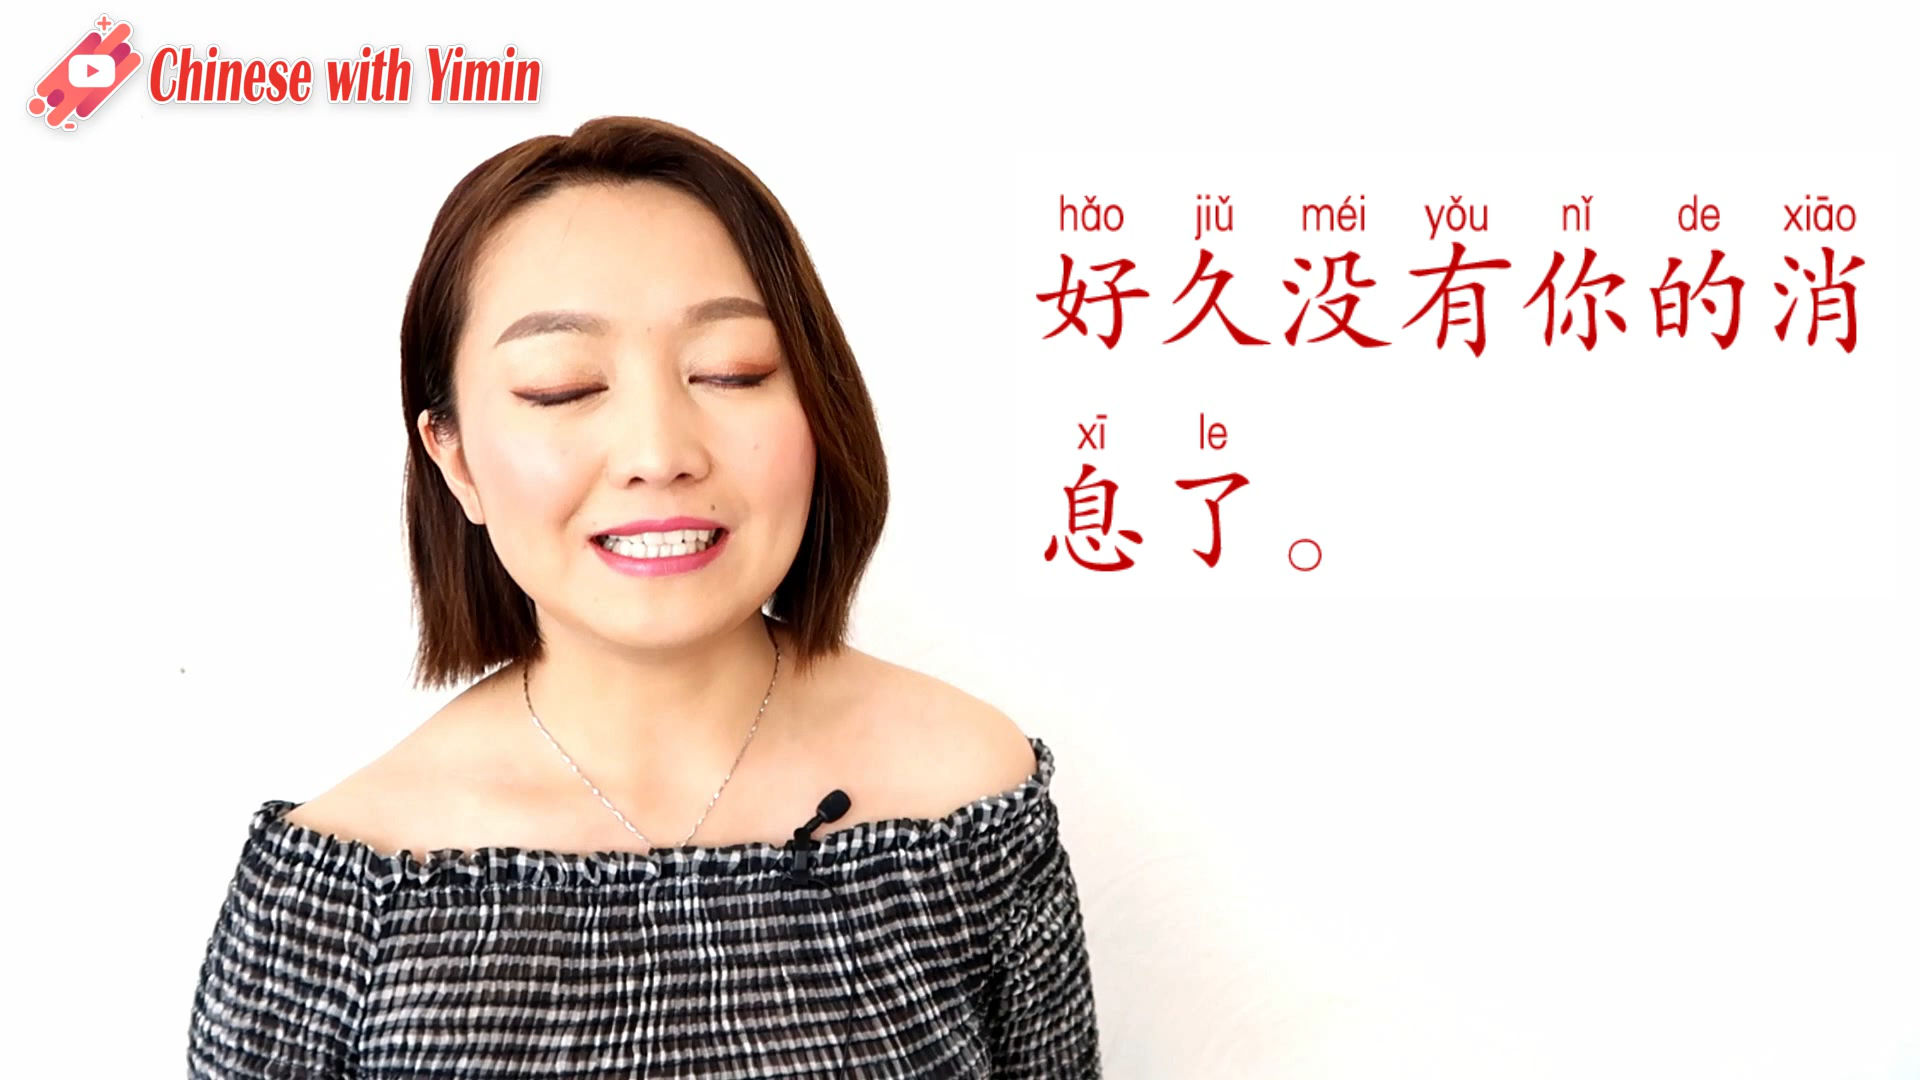 Chinese with Yimin
hǎo jiǔ méi yǒu nǐ de xiāo
好久没有你的消
xī le
息了。